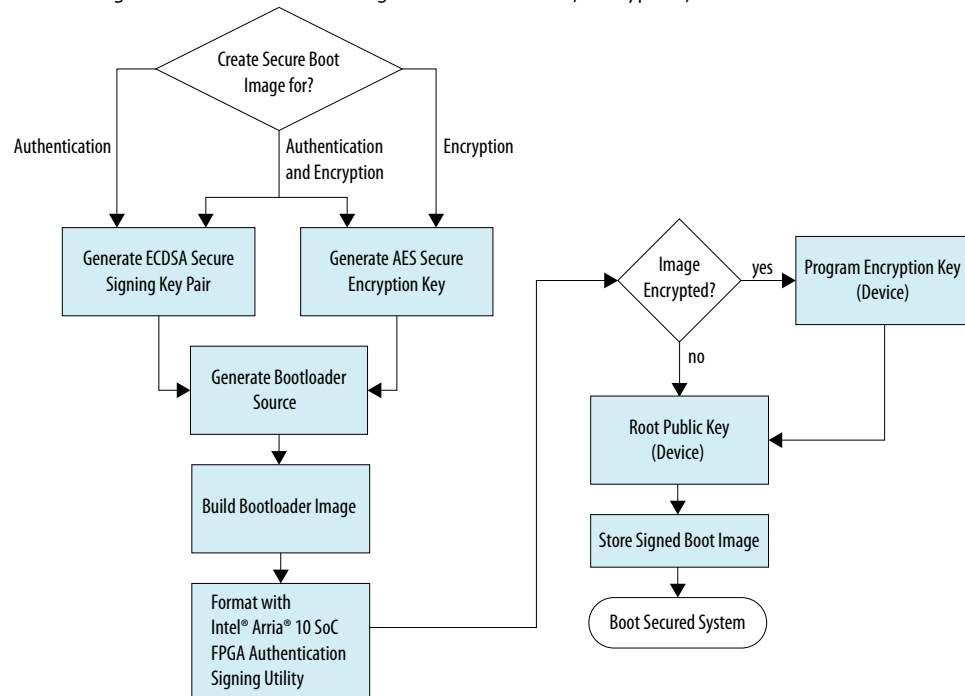 Create Secure Boot
Image for?
Authentication
Authentication
and Encryption
Encryption
Generate ECDSA Secure
Signing Key Pair
Generate AES Secure
Encryption Key
Generate Bootloader
Source
Build Bootloader Image
Format with
Intel® Arria® 10 SoC
FPGA Authentication
Signing Utility
Image
Encrypted?
yes
no
Program Encryption Key
(Device)
Root Public Key
(Device)
Store Signed Boot Image
Boot Secured System